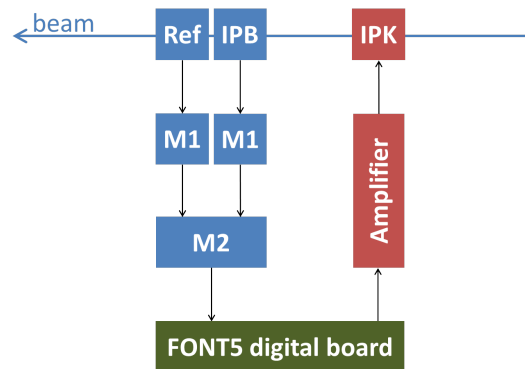 beam
Ref IPB IPK
M1 M1
Amplifier
M2
FONT5 digital board